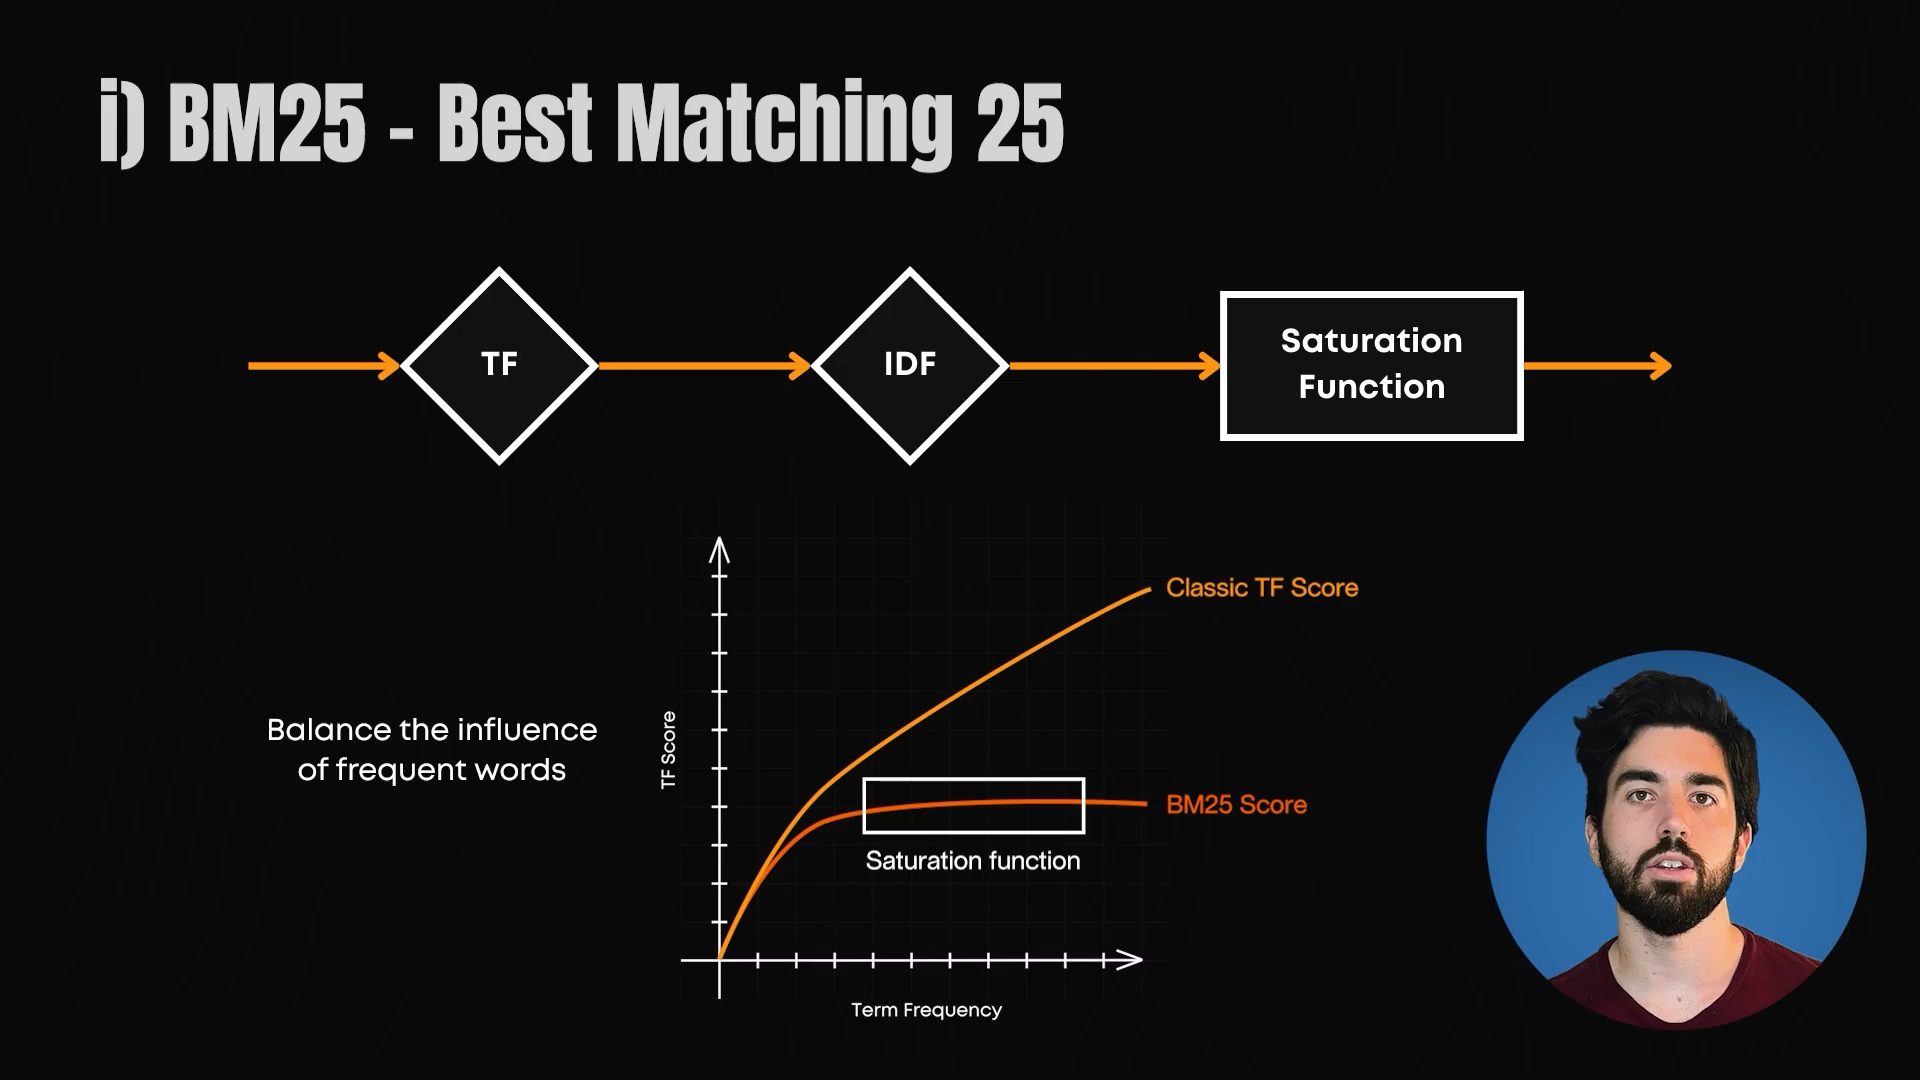 i) BM25 - Best Matching 25
TF
IDF
Saturation
Function
Balance the influence
of frequent words
TF Score
Classic TF Score
BM25 Score
Saturation function
Term Frequency